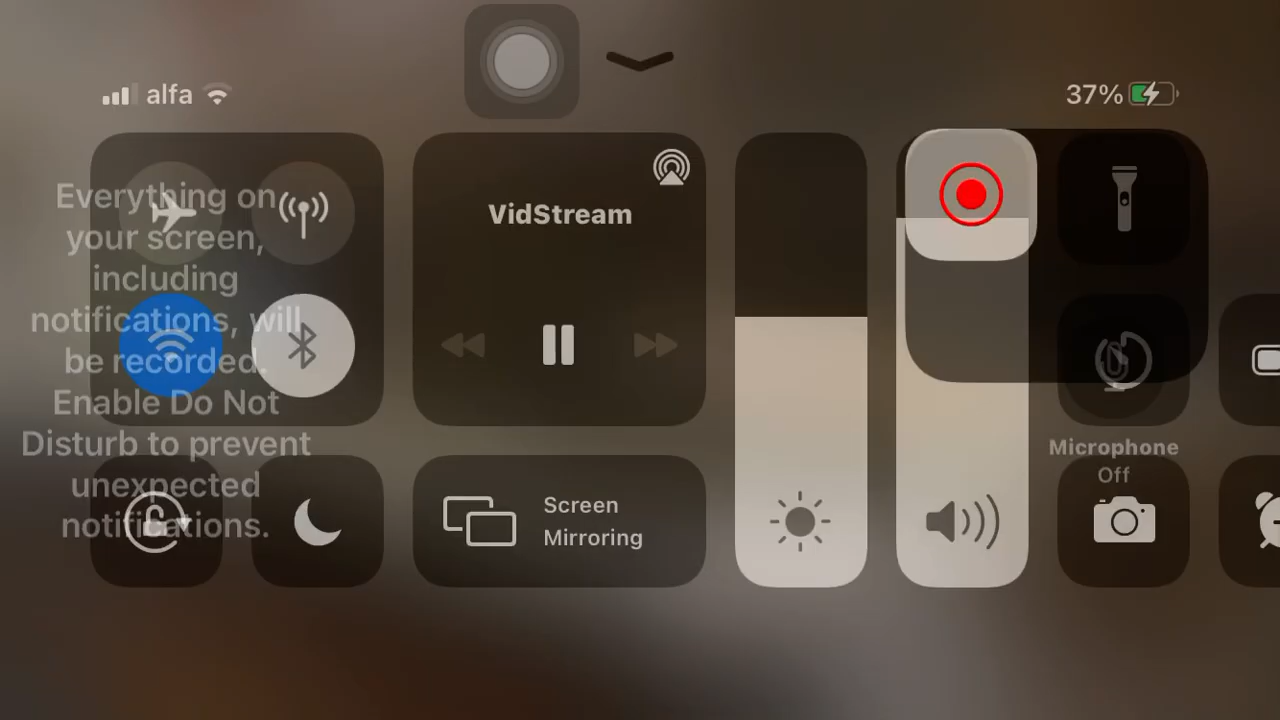 alfa
37%
Everything on
your screen,
including
notifications, will
be recorded.
Enable Do Not
Disturb to prevent
unexpected
notifications.
VidStream
Screen
Mirroring
Microphone
Off